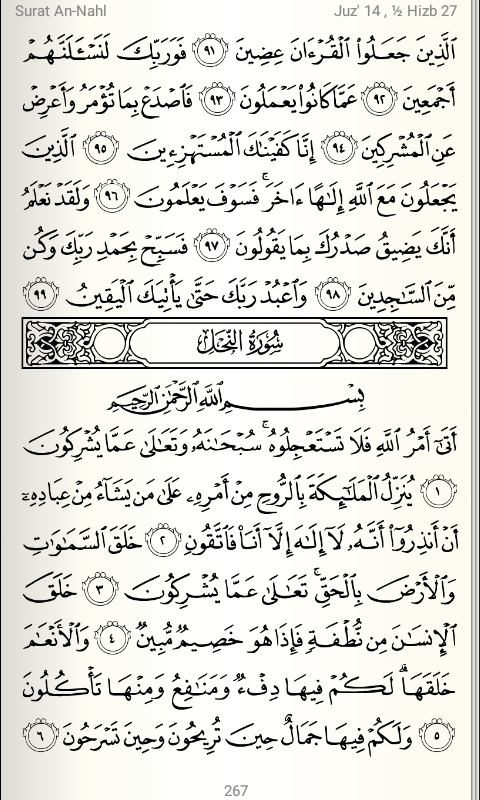 Surat An-Nahl Juz' 14 , ½ Hizb 27
ٱلَّذِينَ جَعَلُوا۟ ٱلْقُرْءَانَ عِضِينَ ٩١ فَوَرَبِّكَ لَنَسْـَٔلَنَّهُمْ
أَجْمَعِينَ ٩٢ عَمَّا كَانُوا۟ يَعْمَلُونَ ٩٣ فَٱصْدَعْ بِمَا تُؤْمَرُ وَأَعْرِضْ
عَنِ ٱلْمُشْرِكِينَ ٩٤ إِنَّا كَفَيْنَٰكَ ٱلْمُسْتَهْزِءِينَ ٩٥ ٱلَّذِينَ
يَجْعَلُونَ مَعَ ٱللَّهِ إِلَٰهًا ءَاخَرَ ۚ فَسَوْفَ يَعْلَمُونَ ٩٦ وَلَقَدْ نَعْلَمُ
أَنَّكَ يَضِيقُ صَدْرُكَ بِمَا يَقُولُونَ ٩٧ فَسَبِّحْ بِحَمْدِ رَبِّكَ وَكُن
مِّنَ ٱلسَّٰجِدِينَ ٩٨ وَٱعْبُدْ رَبَّكَ حَتَّىٰ يَأْتِيَكَ ٱلْيَقِينُ ٩٩
سُورَةُ النَّحْلِ
بِسْمِ ٱللَّهِ ٱلرَّحْمَٰنِ ٱلرَّحِيمِ
أَتَىٰٓ أَمْرُ ٱللَّهِ فَلَا تَسْتَعْجِلُوهُ ۚ سُبْحَٰنَهُۥ وَتَعَٰلَىٰ عَمَّا يُشْرِكُونَ
١ يُنَزِّلُ ٱلْمَلَٰٓئِكَةَ بِٱلرُّوحِ مِنْ أَمْرِهِۦ عَلَىٰ مَن يَشَآءُ مِنْ عِبَادِهِۦٓ
أَنْ أَنذِرُوٓا۟ أَنَّهُۥ لَآ إِلَٰهَ إِلَّآ أَنَا۠ فَٱتَّقُونِ ٢ خَلَقَ ٱلسَّمَٰوَٰتِ
وَٱلْأَرْضَ بِٱلْحَقِّ ۚ تَعَٰلَىٰ عَمَّا يُشْرِكُونَ ٣ خَلَقَ
ٱلْإِنسَٰنَ مِن نُّطْفَةٍ فَإِذَا هُوَ خَصِيمٌ مُّبِينٌ ٤ وَٱلْأَنْعَٰمَ
خَلَقَهَا ۗ لَكُمْ فِيهَا دِفْءٌ وَمَنَٰفِعُ وَمِنْهَا تَأْكُلُونَ
٥ وَلَكُمْ فِيهَا جَمَالٌ حِينَ تُرِيحُونَ وَحِينَ تَسْرَحُونَ ٦
267